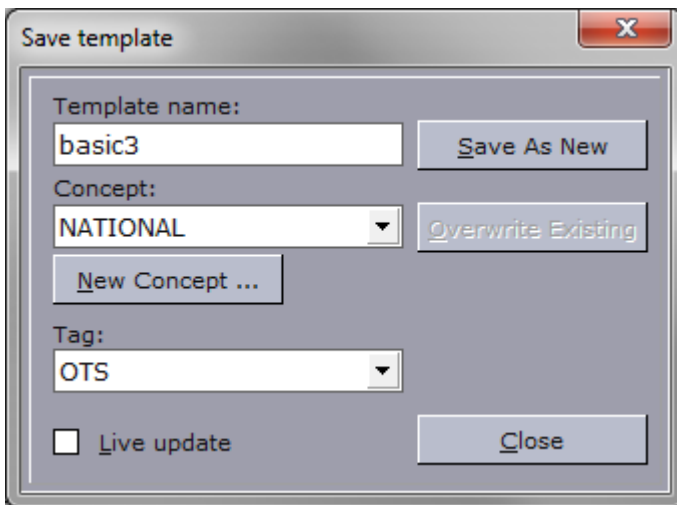 Save template
Template name:
basic3
Save As New
Concept:
NATIONAL
Overwrite Existing
New Concept ...
Tag:
OTS
Live update
Close